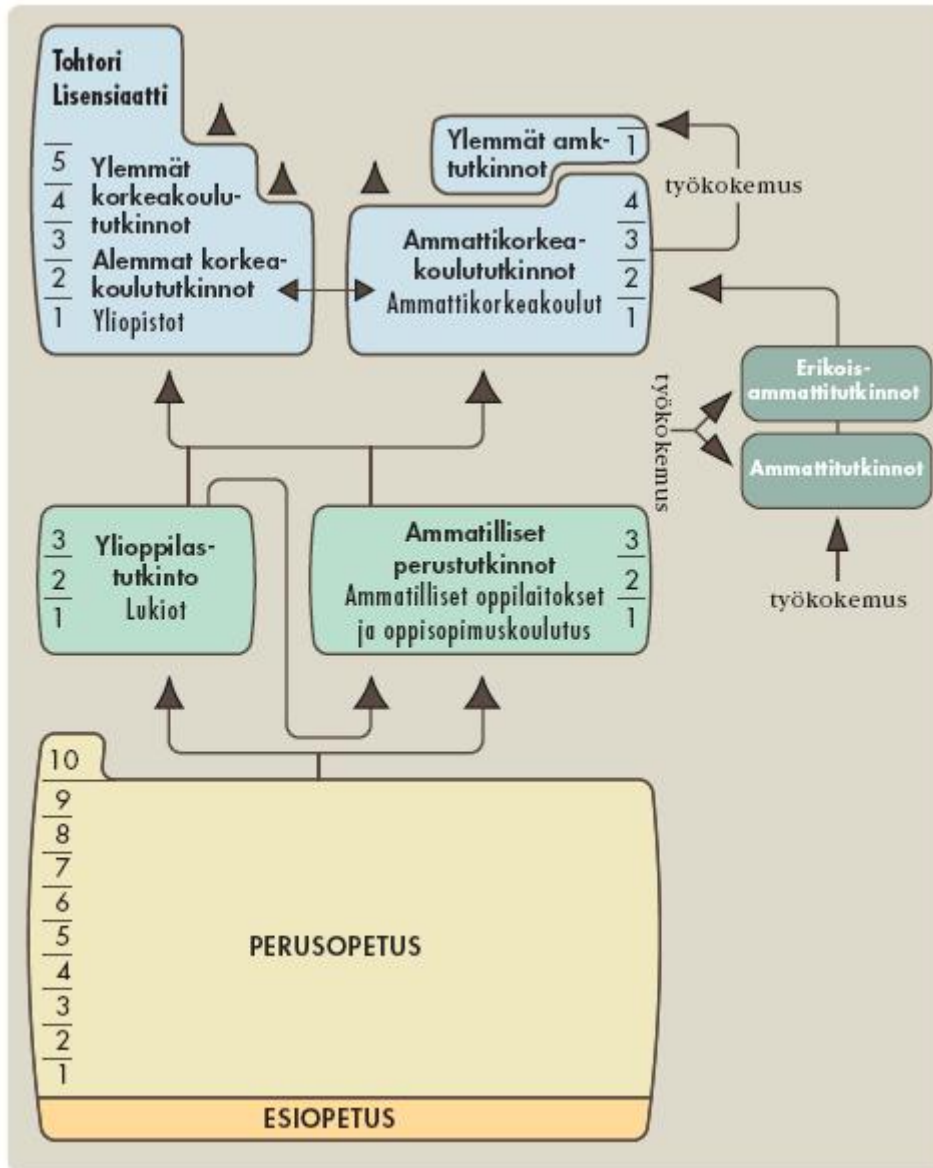 Tohtori
Lisensiaatti
5
4
3
2
1
Ylemmät
korkeakoulu-
tutkinnot
Alemmat korkea-
koulututkinnot
Yliopistot
Ylemmät amk-
tutkinnot
1
työkokemus
Ammattikorkea-
koulututkinnot
Ammattikorkeakoulut
4
3
2
1
Erikois-
ammattitutkinnot
Ammattitutkinnot
työkokemus
työkokemus
3
2
1
Ylioppilas-
tutkinto
Lukiot
Ammatilliset
perustutkinnot
Ammatilliset oppilaitokset
ja oppisopimuskoulutus
3
2
1
10
9
8
7
6
5
4
3
2
1
PERUSOPETUS
ESIOPETUS